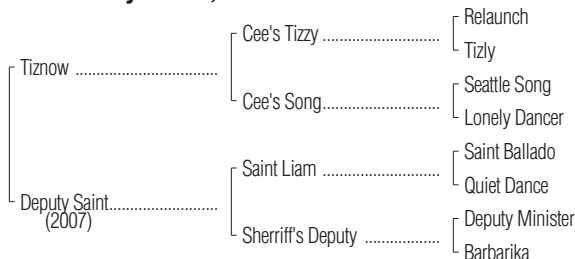 Relaunch
Cee's Tizzy ..............................
Tizly
Tiznow ....................................
Seattle Song
Cee's Song..............................
Lonely Dancer
Saint Ballado
Saint Liam ..............................
Quiet Dance
Deputy Saint...........................
(2007)
Deputy Minister
Sherriff's Deputy ...................
Barbarika